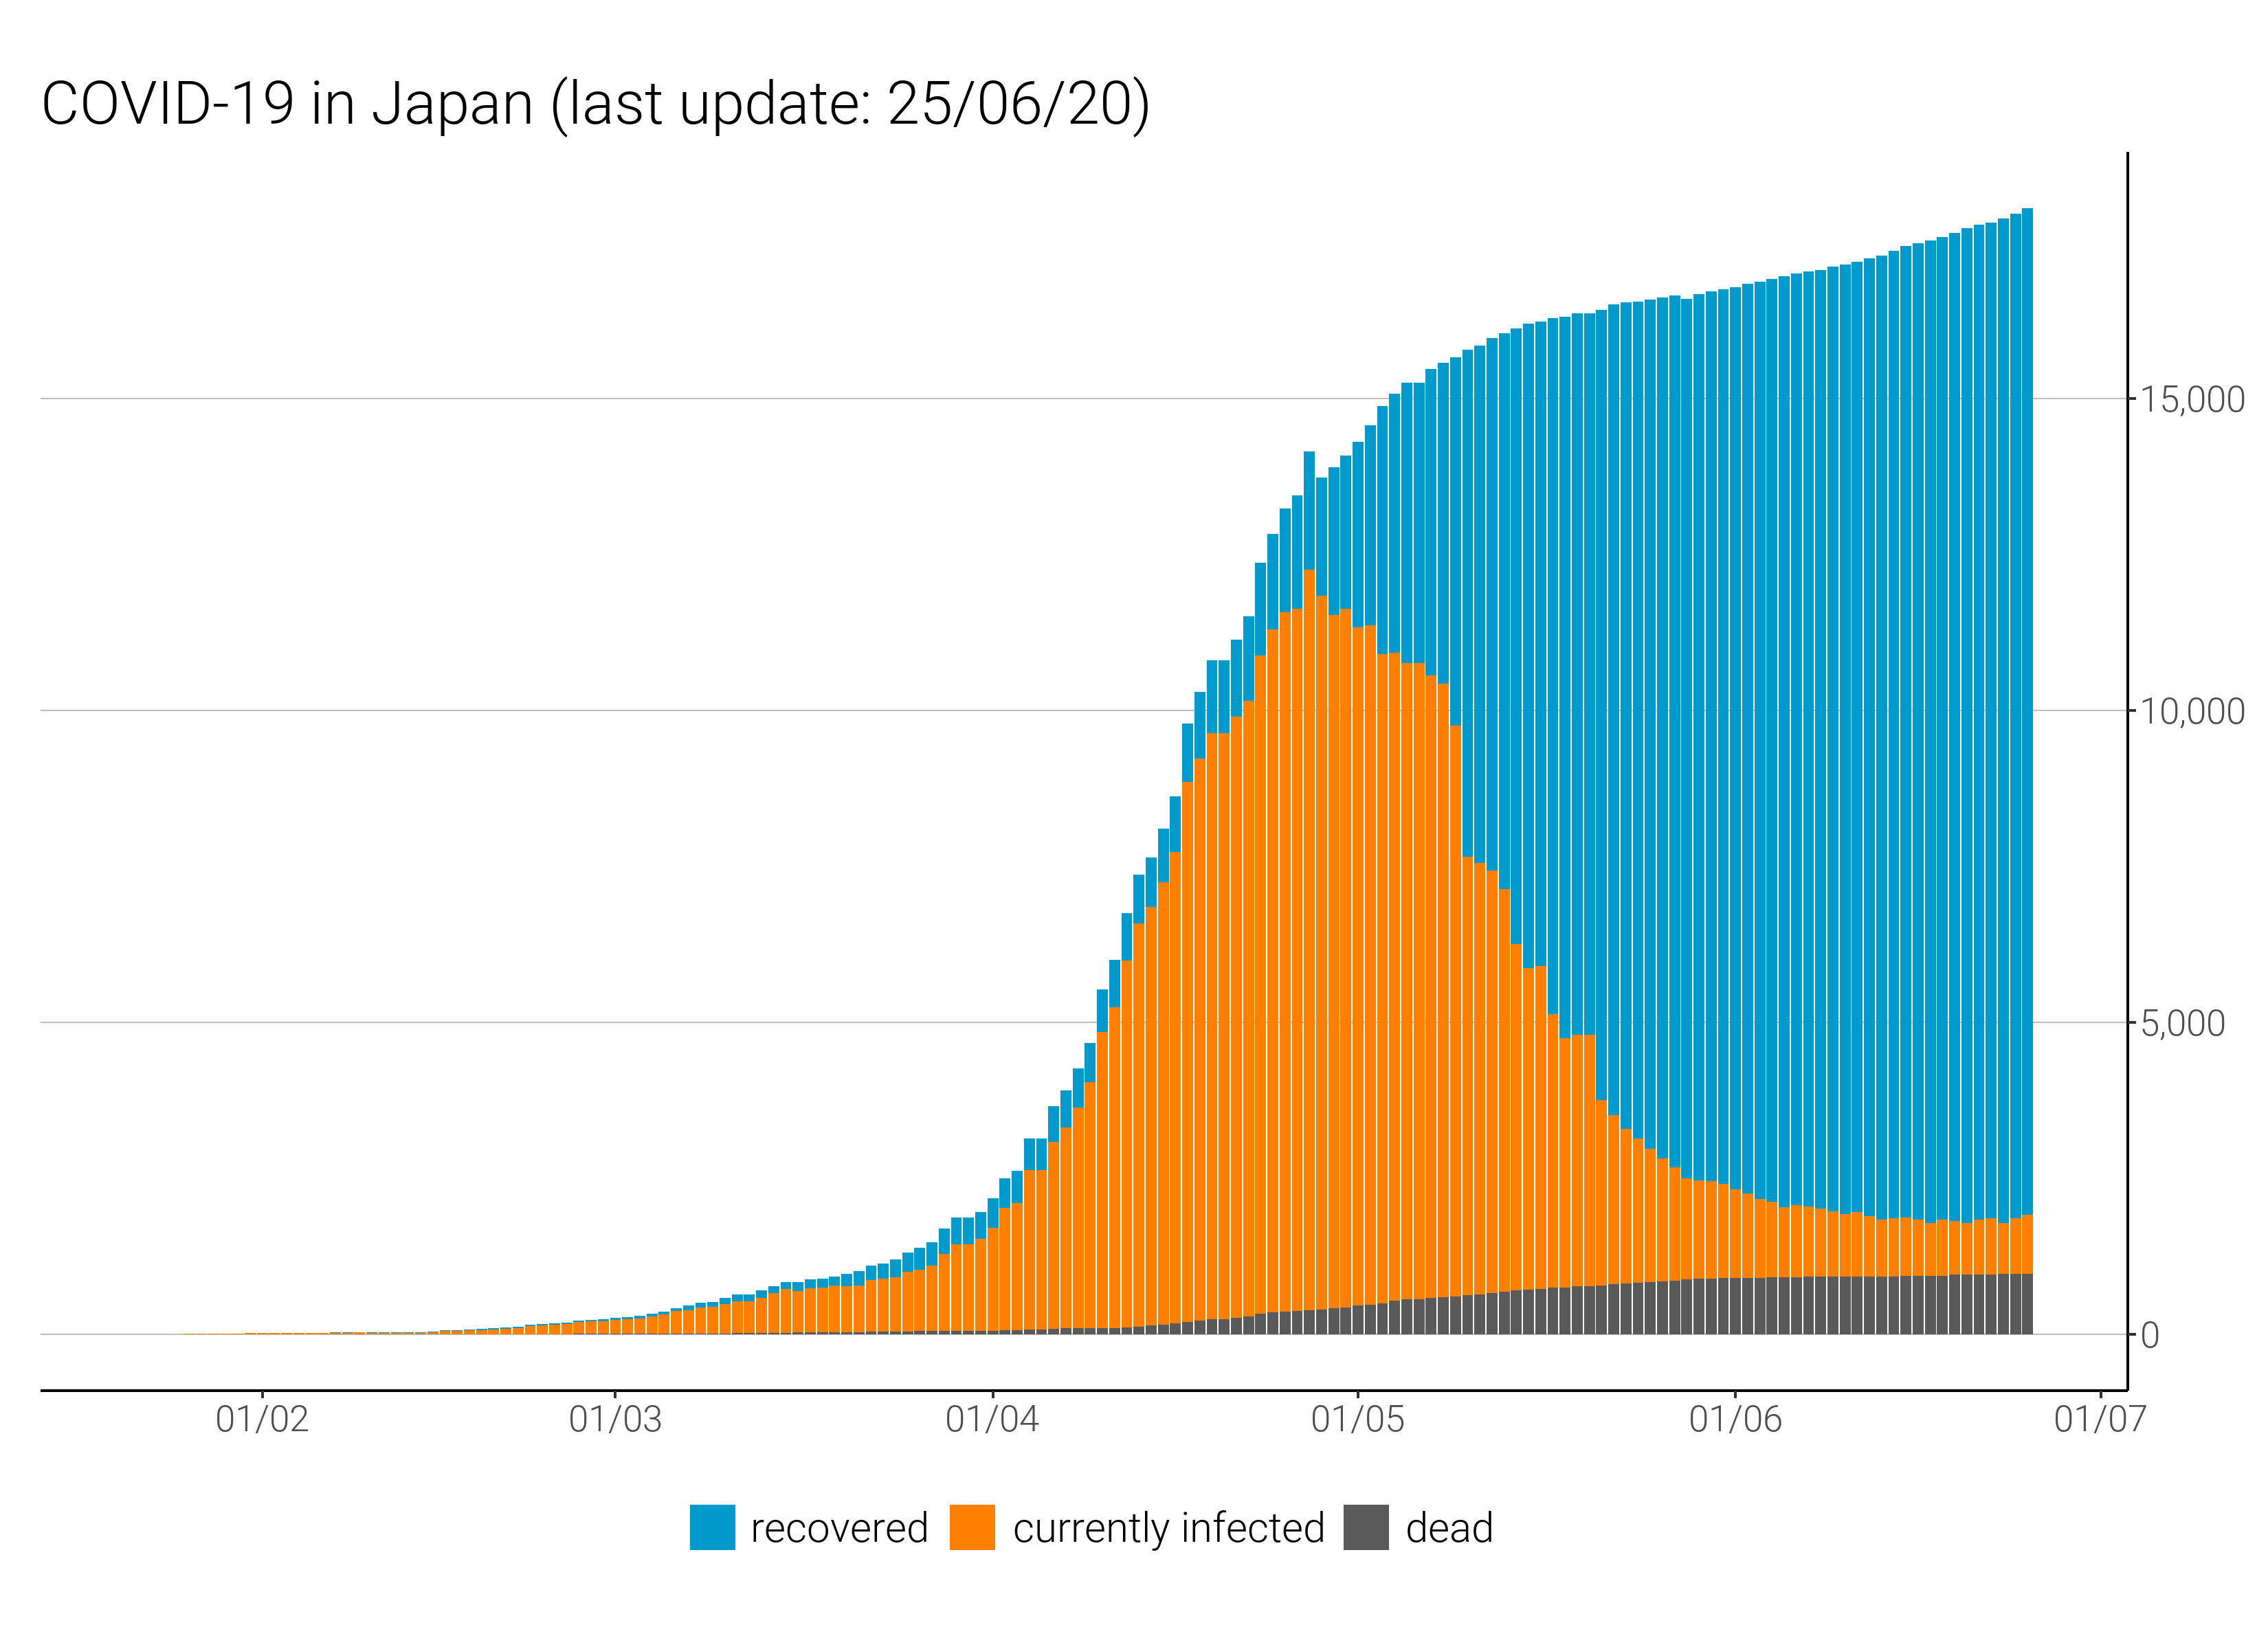 COVID-19 in Japan (last update: 25/06/20)
15,000
10,000
5,000
0
01/02 01/03 01/04 01/05 01/06 01/07
recovered currently infected dead